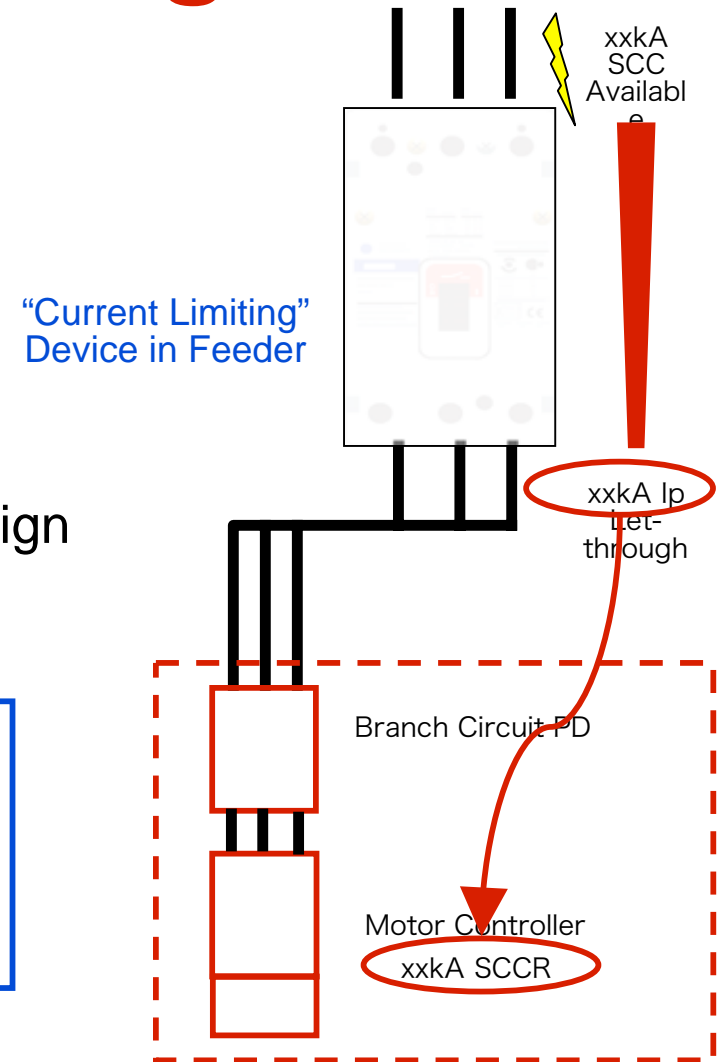 xxkA
SCC
Availabl
e
“Current Limiting”
Device in Feeder
xxkA Ip
Let-
through
ign
Branch Circuit PD
Motor Controller
xxkA SCCR